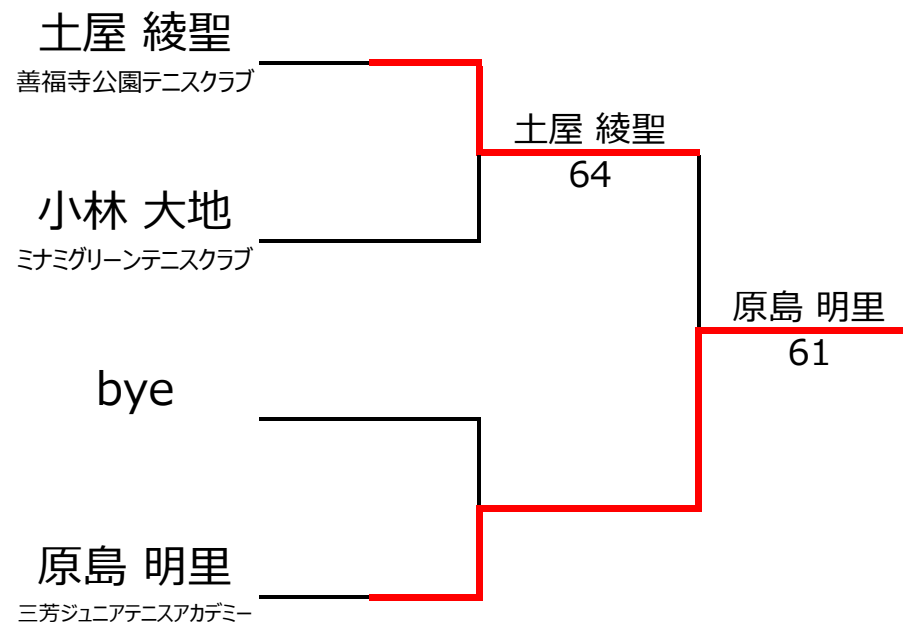 土屋 綾聖
善福寺公園テニスクラブ
土屋 綾聖
64
小林 大地
ミナミグリーンテニスクラブ
原島 明里
61
bye
原島 明里
三芳ジュニアテニスアカデミー